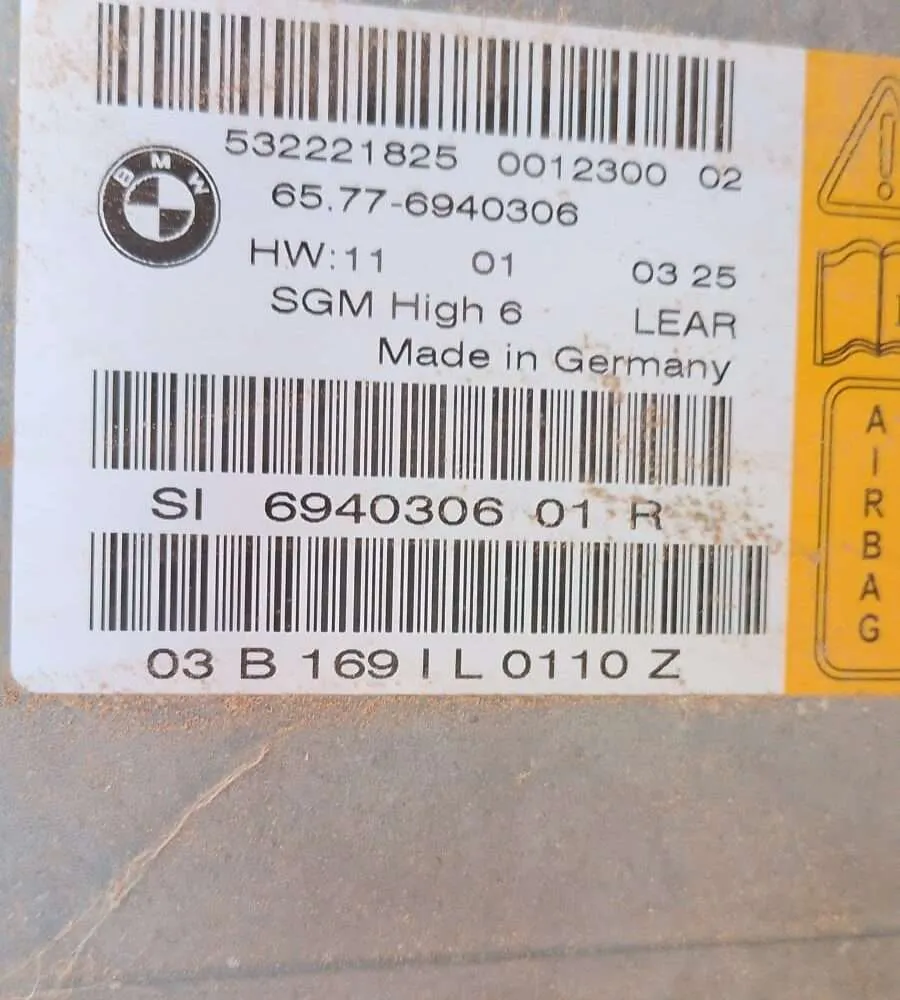 532221825 0012300 02
BMW
65.77-6940306
HW:11 01 03 25
SGM High 6 LEAR
Made in Germany
SI 6940306 01 R
03 B 169 I L 0110 Z
AIRBAG